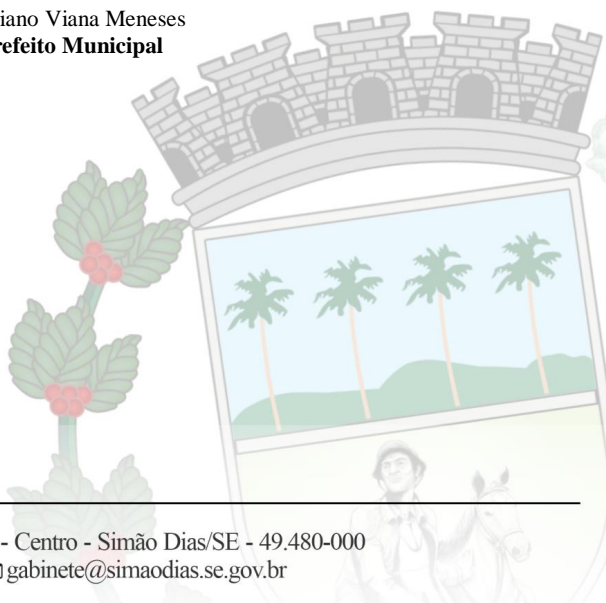 iano Viana Meneses
refeito Municipal
- Centro - Simão Dias/SE - 49.480-000
gabinete@simaodias.se.gov.br